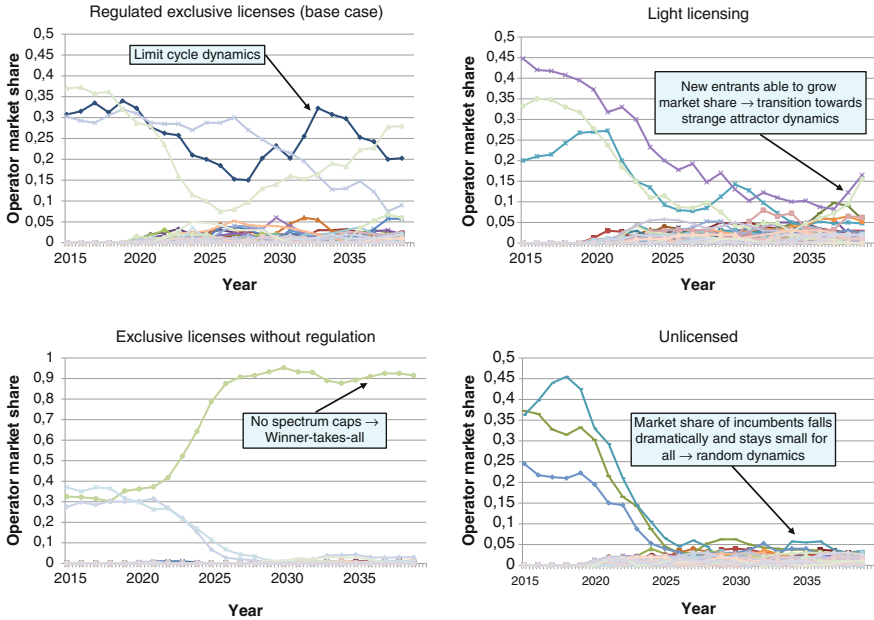 Regulated exclusive licenses (base case)
Operator market share
0,5
0,45
0,4
0,35
0,3
0,25
0,2
0,15
0,1
0,05
0
Limit cycle dynamics
2015 2020 2025 2030 2035
Year
Light licensing
Operator market share
0,5
0,45
0,4
0,35
0,3
0,25
0,2
0,15
0,1
0,05
0
New entrants able to grow
market share → transition towards
strange attractor dynamics
2015 2020 2025 2030 2035
Year
Exclusive licenses without regulation
Operator market share
1
0,9
0,8
0,7
0,6
0,5
0,4
0,3
0,2
0,1
0
No spectrum caps →
Winner-takes-all
2015 2020 2025 2030 2035
Year
Unlicensed
Operator market share
0,5
0,45
0,4
0,35
0,3
0,25
0,2
0,15
0,1
0,05
0
Market share of incumbents falls
dramatically and stays small for
all → random dynamics
2015 2020 2025 2030 2035
Year